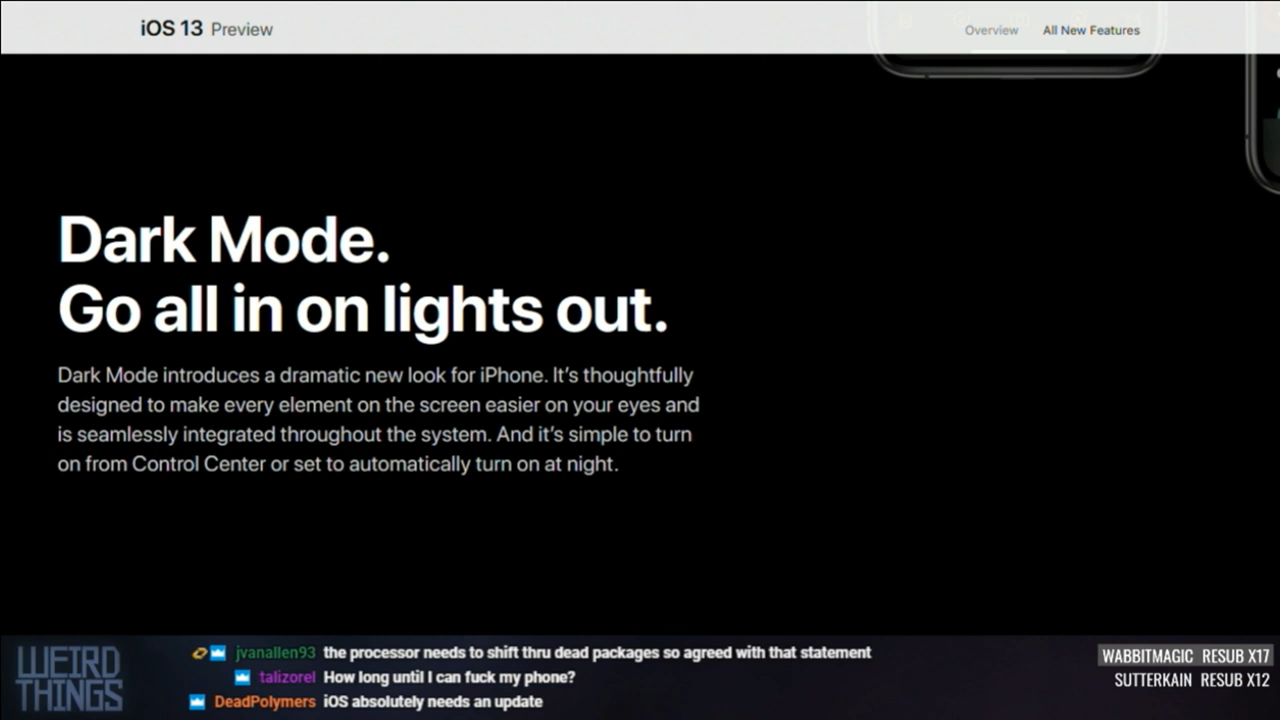 iOS 13 Preview
Overview All New Features
Dark Mode.
Go all in on lights out.
Dark Mode introduces a dramatic new look for iPhone. It’s thoughtfully
designed to make every element on the screen easier on your eyes and
is seamlessly integrated throughout the system. And it’s simple to turn
on from Control Center or set to automatically turn on at night.
WEIRD
THINGS
jvanallen93 the processor needs to shift thru dead packages so agreed with that statement
talizorel How long until I can fuck my phone?
DeadPolymers iOS absolutely needs an update
WABBITMAGIC RESUB X17
SUTTERKAIN RESUB X12